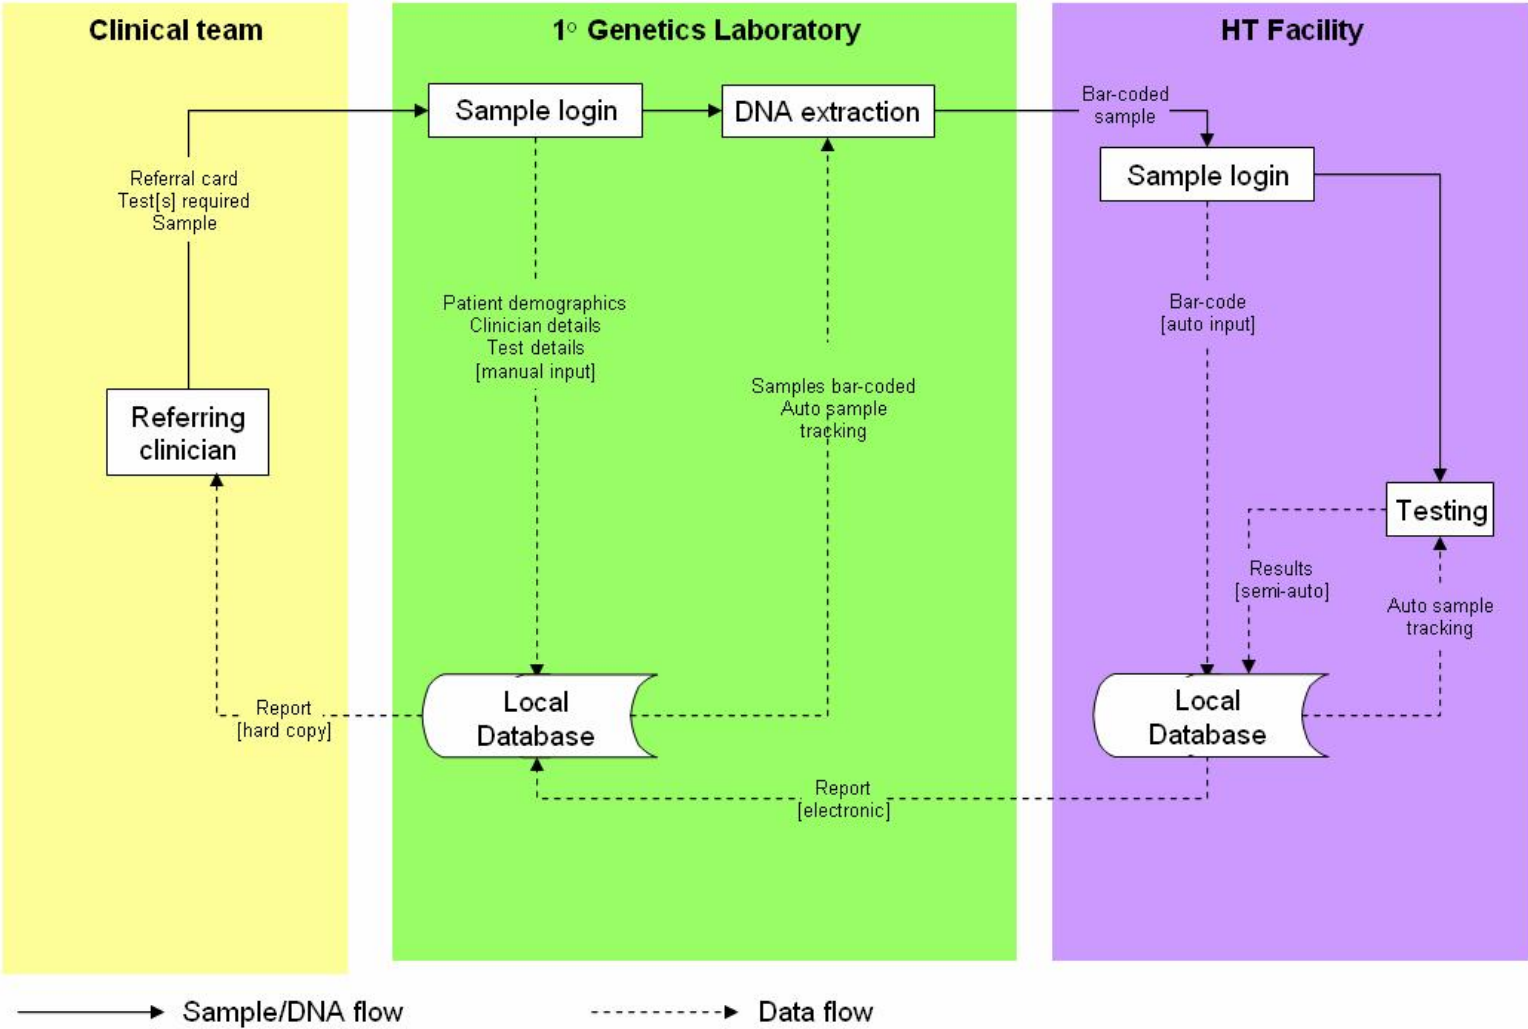 Clinical team
1° Genetics Laboratory
HT Facility
Sample login
DNA extraction
Bar-coded
sample
Sample login
Referral card
Test[s] required
Sample
Patient demographics
Clinician details
Test details
[manual input]
Bar-code
[auto input]
Samples bar-coded
Auto sample
tracking
Referring
clinician
Testing
Results
[semi-auto]
Auto sample
tracking
Local
Database
Local
Database
Report
[hard copy]
Report
[electronic]
Sample/DNA flow
Data flow